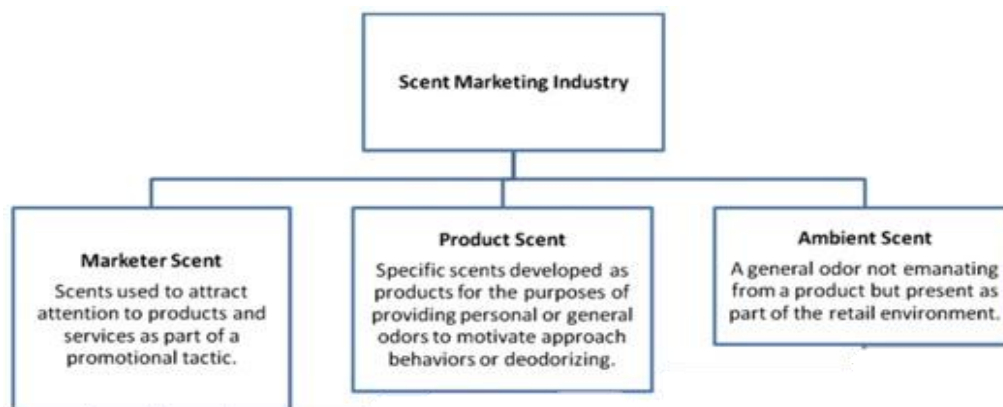 Scent Marketing Industry
Marketer Scent
Scents used to attract
attention to products and
services as part of a
promotional tactic.
Product Scent
Specific scents developed as
products for the purposes of
providing personal or general
odors to motivate approach
behaviors or deodorizing.
Ambient Scent
A general odor not emanating
from a product but present as
part of the retail environment.